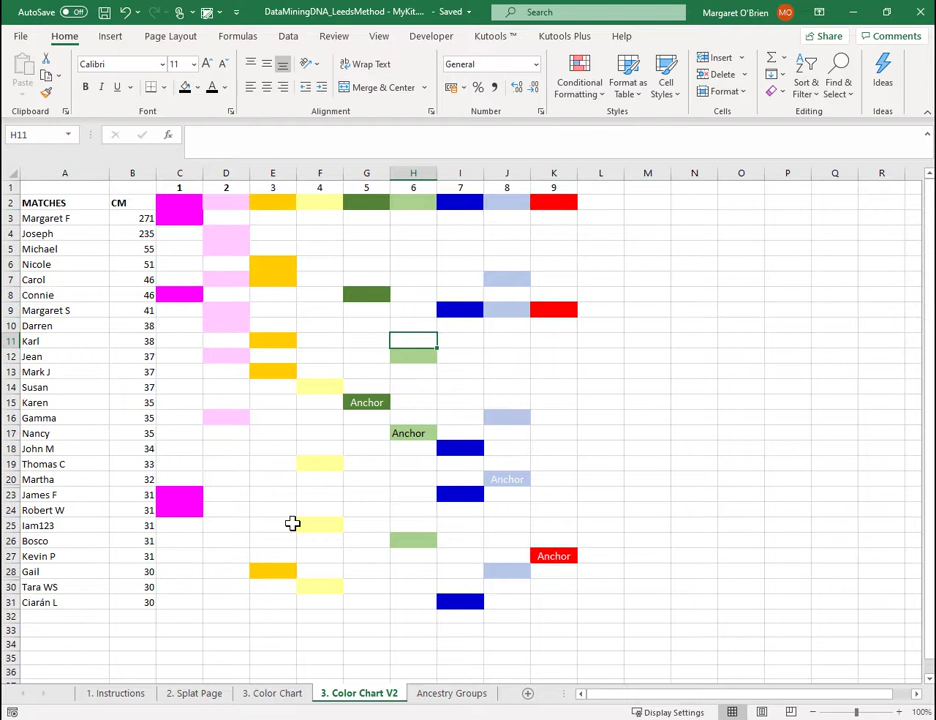 AutoSave Off DataMiningDNA_LeedsMethod - MyKit... - Saved Search Margaret O'Brien MO
File Home Insert Page Layout Formulas Data Review View Developer Kutools ™ Kutools Plus Help Share Comments
Paste Calibri 11 Wrap Text General Conditional Formatting Format as Table Cell Styles Insert Sort & Filter Find & Select Ideas
B I U Merge & Center Delete
Format
Clipboard Font Alignment Number Styles Cells Editing Ideas
H11 fx
A B C D E F G H I J K L M N O P Q R
1 1 2 3 4 5 6 7 8 9
2 MATCHES CM
3 Margaret F 271
4 Joseph 235
5 Michael 55
6 Nicole 51
7 Carol 46
8 Connie 46
9 Margaret S 41
10 Darren 38
11 Karl 38
12 Jean 37
13 Mark J 37
14 Susan 37
15 Karen 35 Anchor
16 Gamma 35
17 Nancy 35 Anchor
18 John M 34
19 Thomas C 33
20 Martha 32 Anchor
23 James F 31
24 Robert W 31
25 Iam123 31
26 Bosco 31
27 Kevin P 31 Anchor
28 Gail 30
30 Tara WS 30
31 Ciarán L 30
32
33
34
35
36
1. Instructions 2. Splat Page 3. Color Chart 3. Color Chart V2 Ancestry Groups
Display Settings 100%